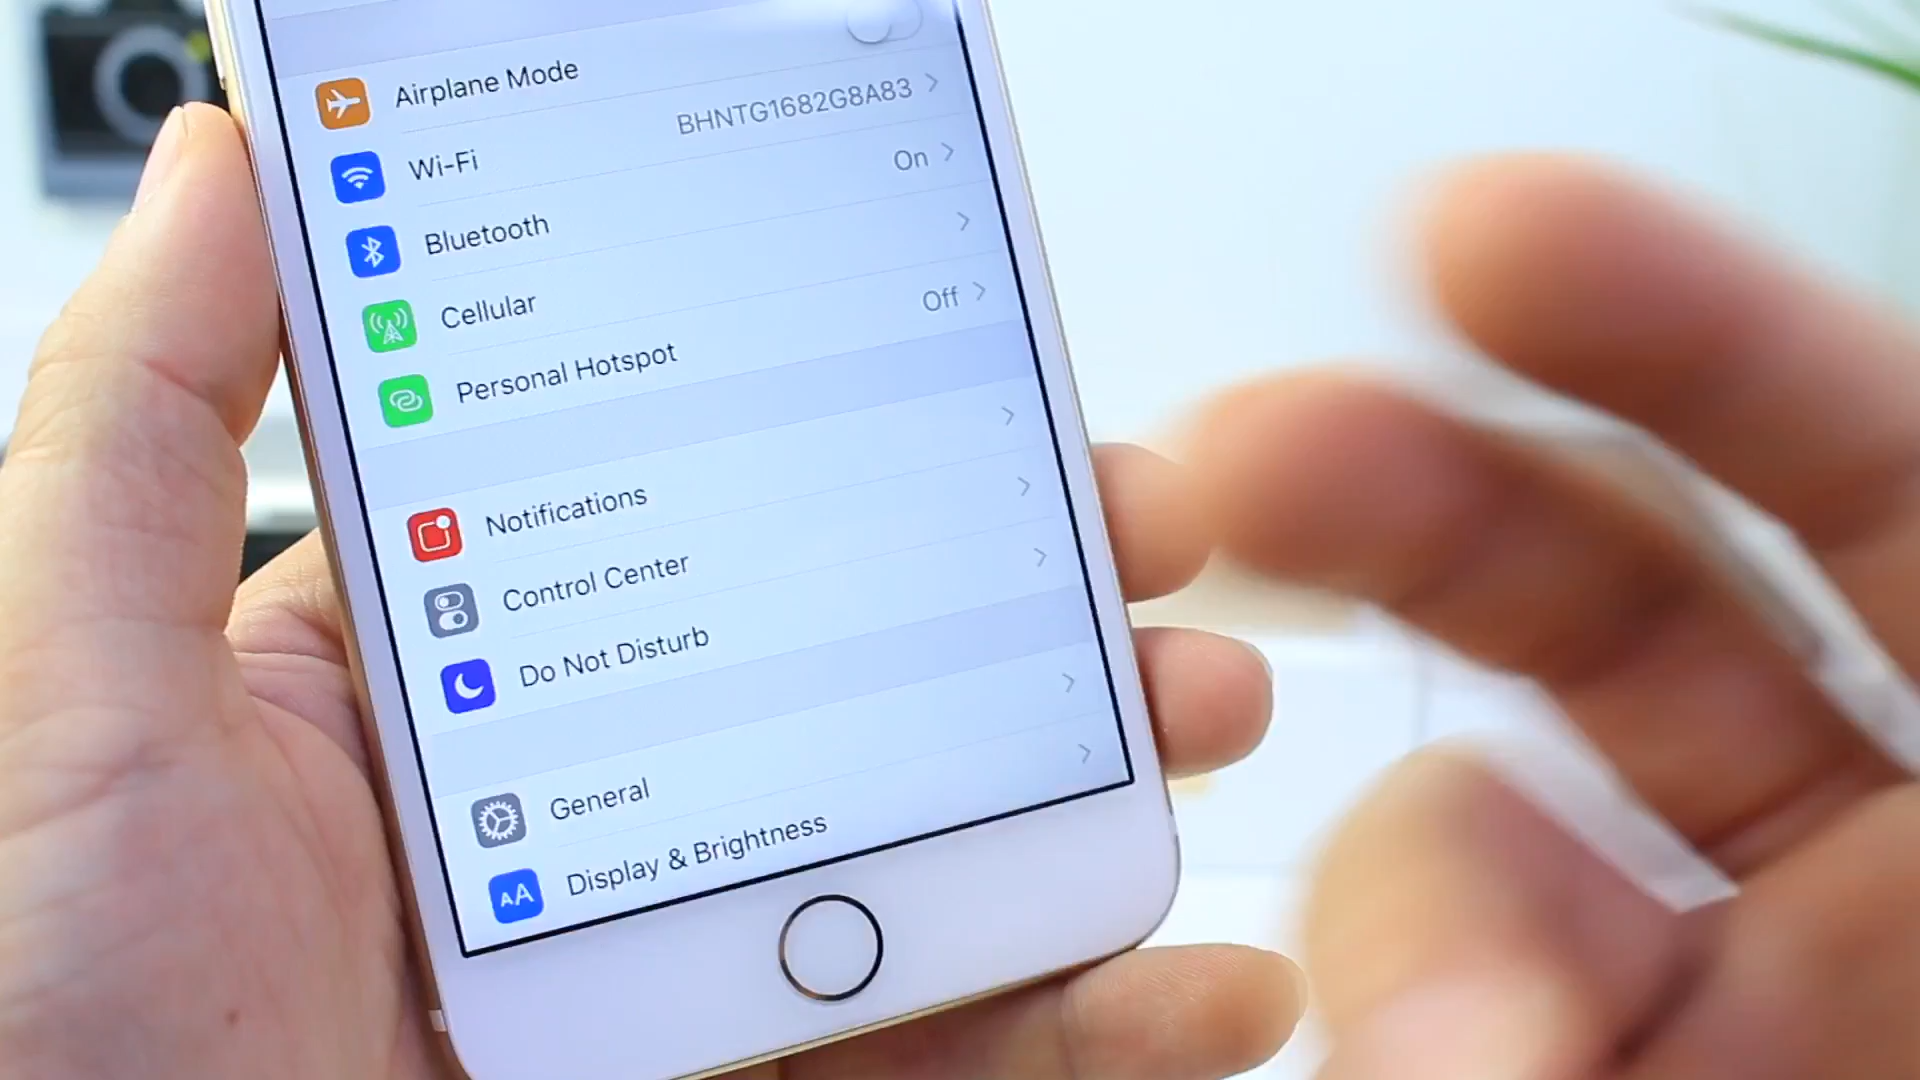 Airplane Mode
Wi-Fi BHNTG1682G8A83
Bluetooth On
Cellular
Personal Hotspot Off
Notifications
Control Center
Do Not Disturb
General
AA Display & Brightness